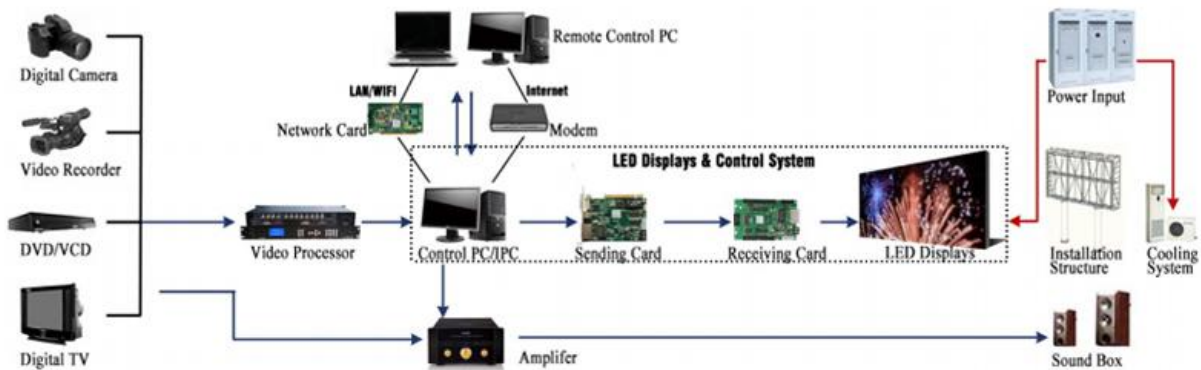 Digital Camera
Video Recorder
DVD/VCD
Digital TV
Remote Control PC
LAN/WIFI
Internet
Network Card
Modem
LED Displays & Control System
Video Processor
Control PC/IPC
Sending Card
Receiving Card
LED Displays
Power Input
Installation
Structure
Cooling
System
Amplifer
Sound Box